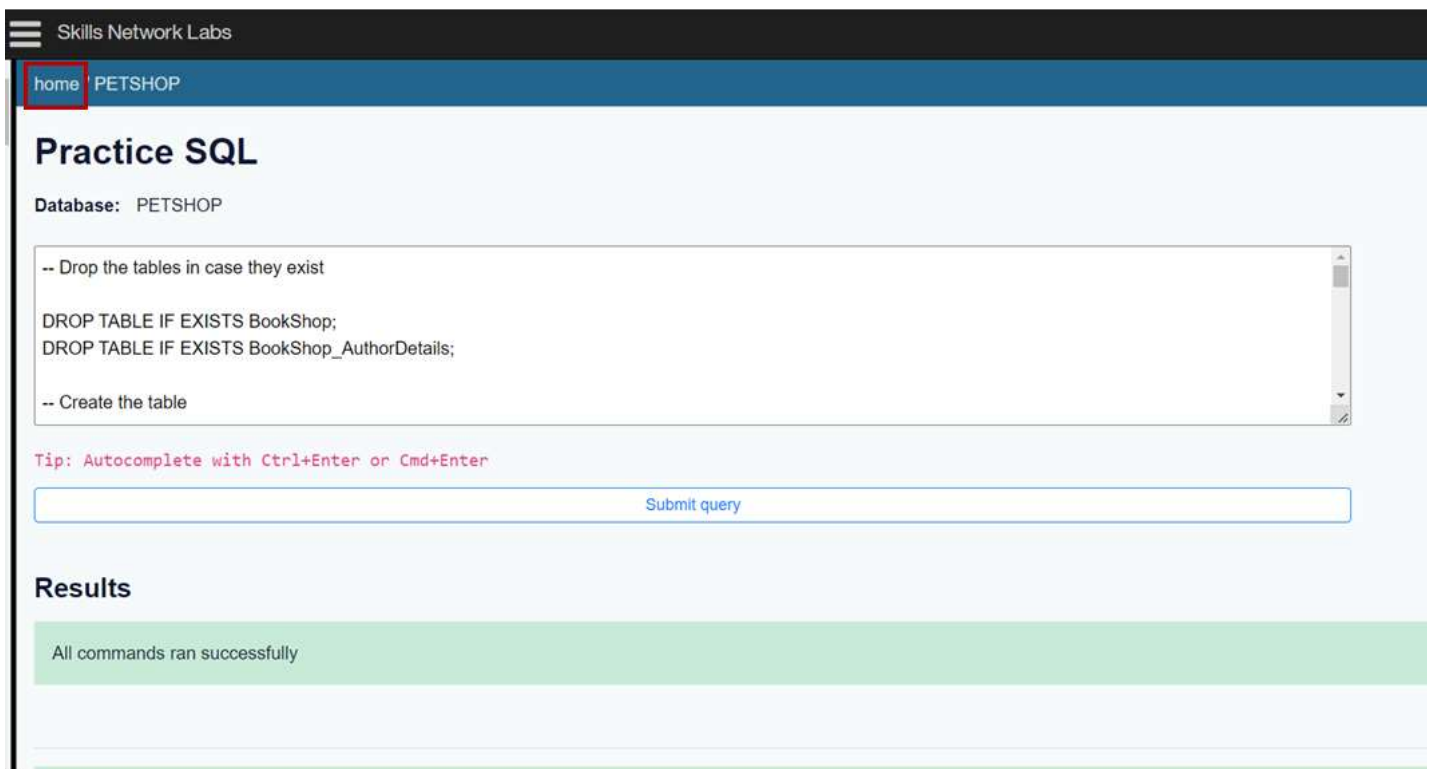 Skills Network Labs
home / PETSHOP
Practice SQL
Database: PETSHOP
-- Drop the tables in case they exist
DROP TABLE IF EXISTS BookShop;
DROP TABLE IF EXISTS BookShop_AuthorDetails;
-- Create the table
Tip: Autocomplete with Ctrl+Enter or Cmd+Enter
Submit query
Results
All commands ran successfully